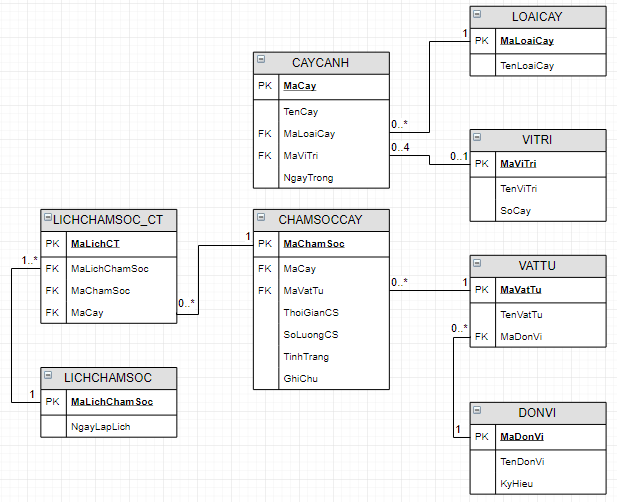 LOAICAY
PK MaLoaiCay
TenLoaiCay
CAYCANH
PK MaCay
TenCay
FK MaLoaiCay
FK MaViTri
NgayTrong
1
0..*
0..4
0..1
VITRI
PK MaViTri
TenViTri
SoCay
LICHCHAMSOC_CT
PK MaLichCT
FK MaLichChamSoc
FK MaChamSoc
FK MaCay
1..*
0..*
1
CHAMSOCCAY
PK MaChamSoc
FK MaCay
FK MaVatTu
ThoiGianCS
SoLuongCS
TinhTrang
GhiChu
0..*
1
VATTU
PK MaVatTu
TenVatTu
FK MaDonVi
0..*
1
LICHCHAMSOC
PK MaLichChamSoc
NgayLapLich
1
DONVI
PK MaDonVi
TenDonVi
KyHieu